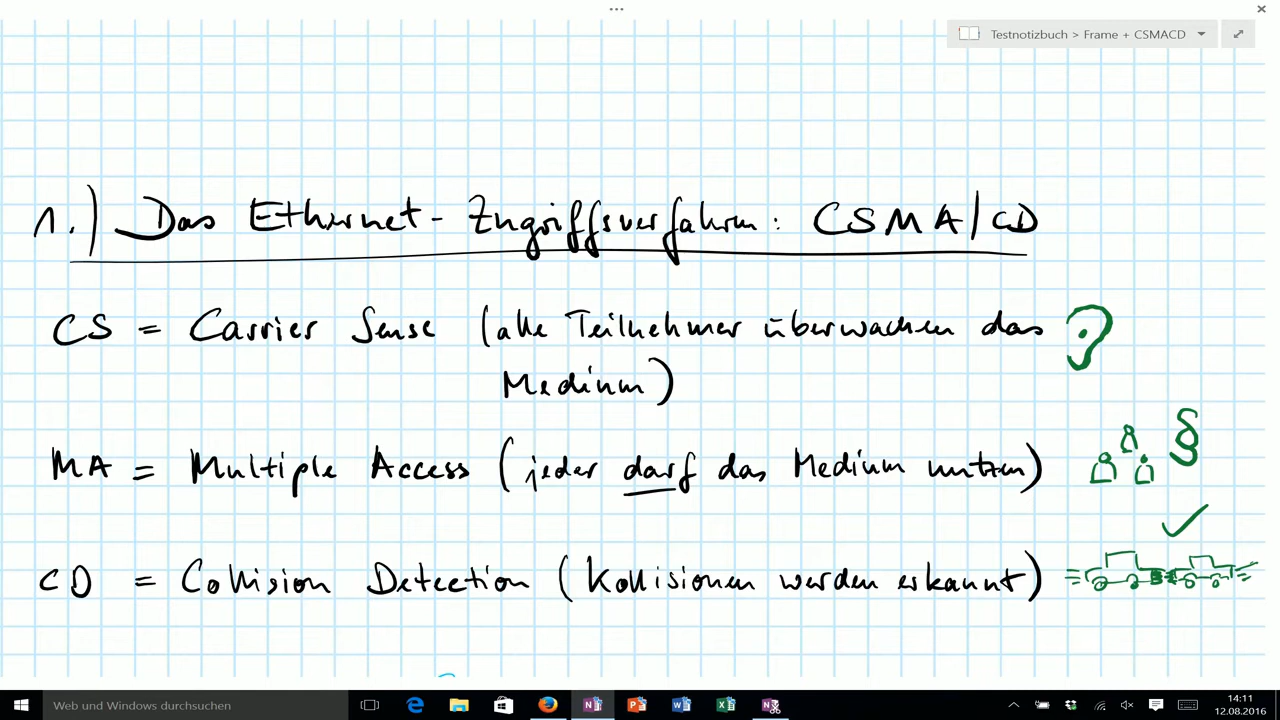 Testnotizbuch > Frame + CSMACD
1.) Das Ethernet-Zugriffsverfahren: CSMA/CD
CS = Carrier Sense (alle Teilnehmer überwachen das
Medium)
MA = Multiple Access (jeder darf das Medium nutzen)
§
CD = Collision Detection (Kollisionen werden erkannt)
Web und Windows durchsuchen
14:11
12.08.2016